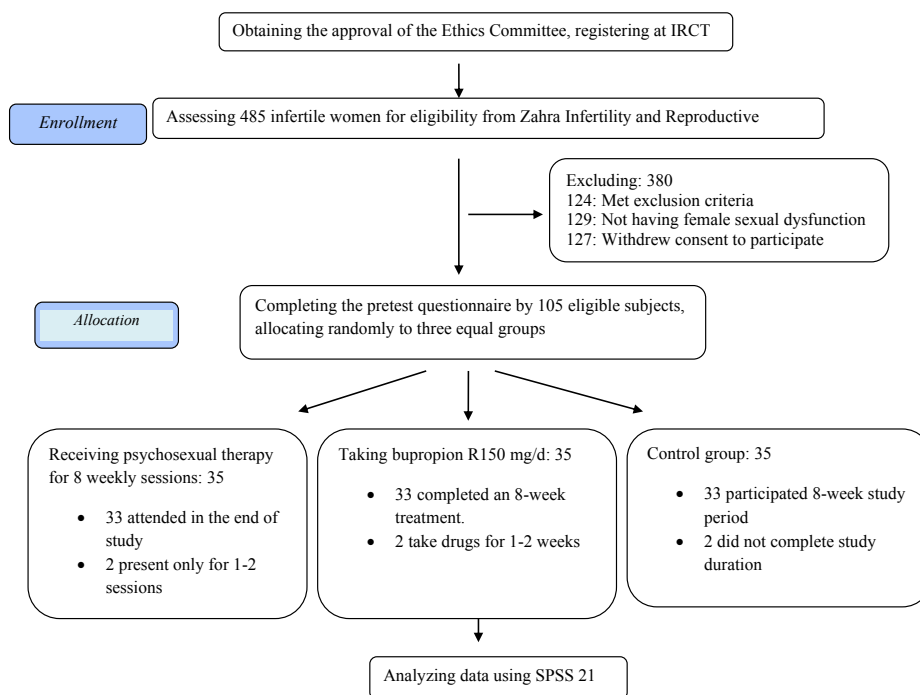 Obtaining the approval of the Ethics Committee, registering at IRCT
Enrollment
Assessing 485 infertile women for eligibility from Zahra Infertility and Reproductive
Excluding: 380
124: Met exclusion criteria
129: Not having female sexual dysfunction
127: Withdrew consent to participate
Allocation
Completing the pretest questionnaire by 105 eligible subjects,
allocating randomly to three equal groups
Receiving psychosexual therapy
for 8 weekly sessions: 35
• 33 attended in the end of
study
• 2 present only for 1-2
sessions
Taking bupropion R150 mg/d: 35
• 33 completed an 8-week
treatment.
• 2 take drugs for 1-2 weeks
Control group: 35
• 33 participated 8-week study
period
• 2 did not complete study
duration
Analyzing data using SPSS 21